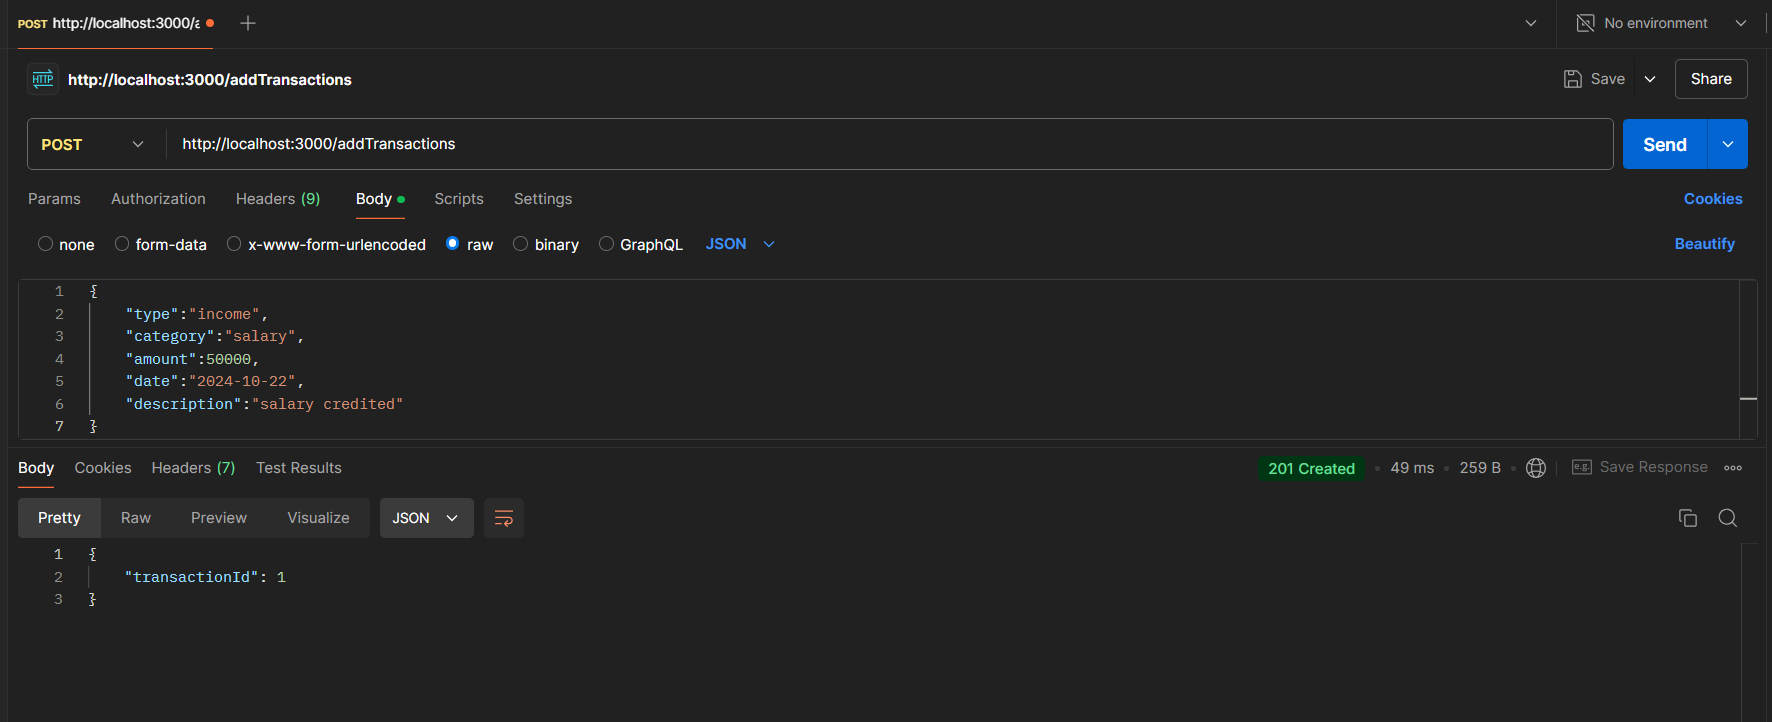 POST http://localhost:3000/a
No environment
HTTP http://localhost:3000/addTransactions
Save
Share
POST http://localhost:3000/addTransactions
Send
Params Authorization Headers (9) Body Scripts Settings
Cookies
none form-data x-www-form-urlencoded raw binary GraphQL JSON
Beautify
1 {
2 "type":"income",
3 "category":"salary",
4 "amount":50000,
5 "date":"2024-10-22",
6 "description":"salary credited"
7 }
Body Cookies Headers (7) Test Results
201 Created 49 ms 259 B e.g. Save Response
Pretty Raw Preview Visualize JSON
1 {
2 "transactionId": 1
3 }